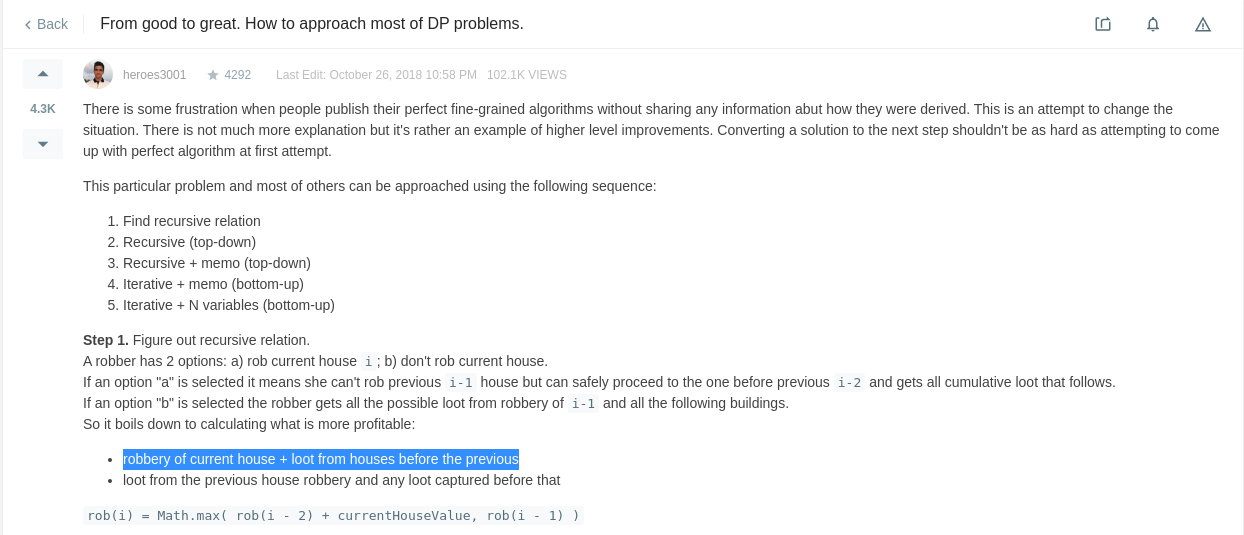 Back
From good to great. How to approach most of DP problems.
heroes3001
4292
Last Edit: October 26, 2018 10:58 PM
102.1K VIEWS
4.3K
There is some frustration when people publish their perfect fine-grained algorithms without sharing any information abut how they were derived. This is an attempt to change the
situation. There is not much more explanation but it's rather an example of higher level improvements. Converting a solution to the next step shouldn't be as hard as attempting to come
up with perfect algorithm at first attempt.
This particular problem and most of others can be approached using the following sequence:
1. Find recursive relation
2. Recursive (top-down)
3. Recursive + memo (top-down)
4. Iterative + memo (bottom-up)
5. Iterative + N variables (bottom-up)
Step 1. Figure out recursive relation.
A robber has 2 options: a) rob current house i; b) don't rob current house.
If an option "a" is selected it means she can't rob previous i-1 house but can safely proceed to the one before previous i-2 and gets all cumulative loot that follows.
If an option "b" is selected the robber gets all the possible loot from robbery of i-1 and all the following buildings.
So it boils down to calculating what is more profitable:
• robbery of current house + loot from houses before the previous
• loot from the previous house robbery and any loot captured before that
rob(i) = Math.max( rob(i - 2) + currentHouseValue, rob(i - 1) )